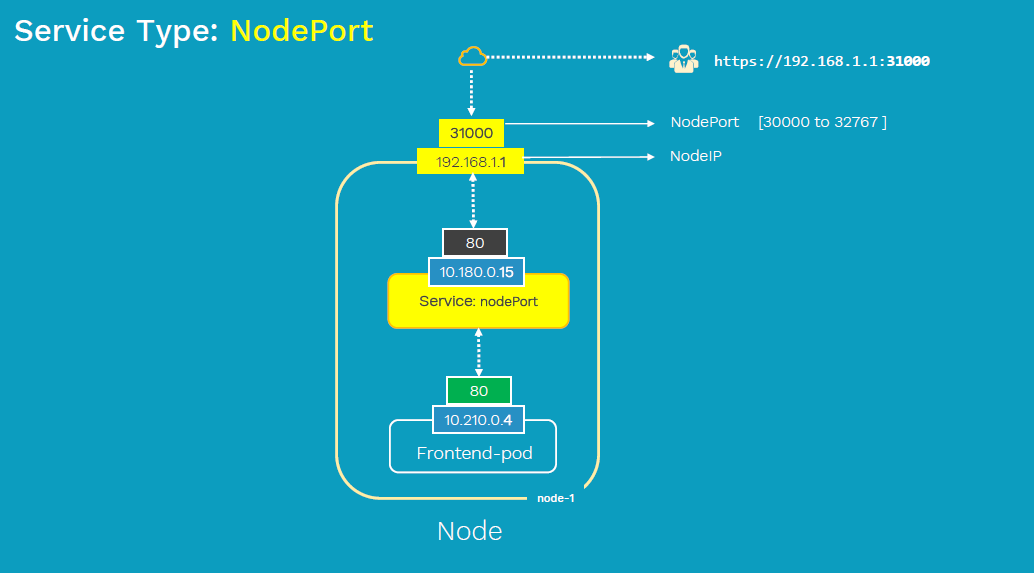 Service Type: NodePort
https://192.168.1.1:31000
31000
NodePort [30000 to 32767 ]
192.168.1.1
NodeIP
80
10.180.0.15
Service: nodePort
80
10.210.0.4
Frontend-pod
node-1
Node